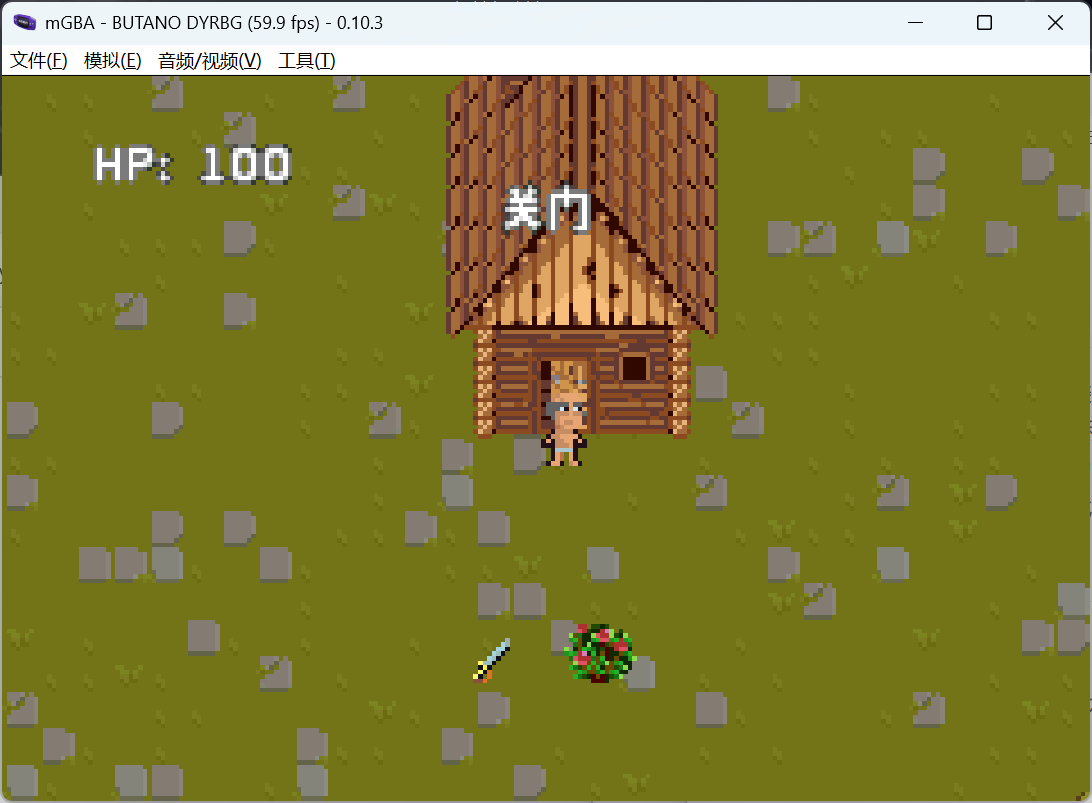 mGBA - BUTANO DYRBG (59.9 fps) - 0.10.3
文件(F) 模拟(E) 音频/视频(V) 工具(T)
HP: 100
关门